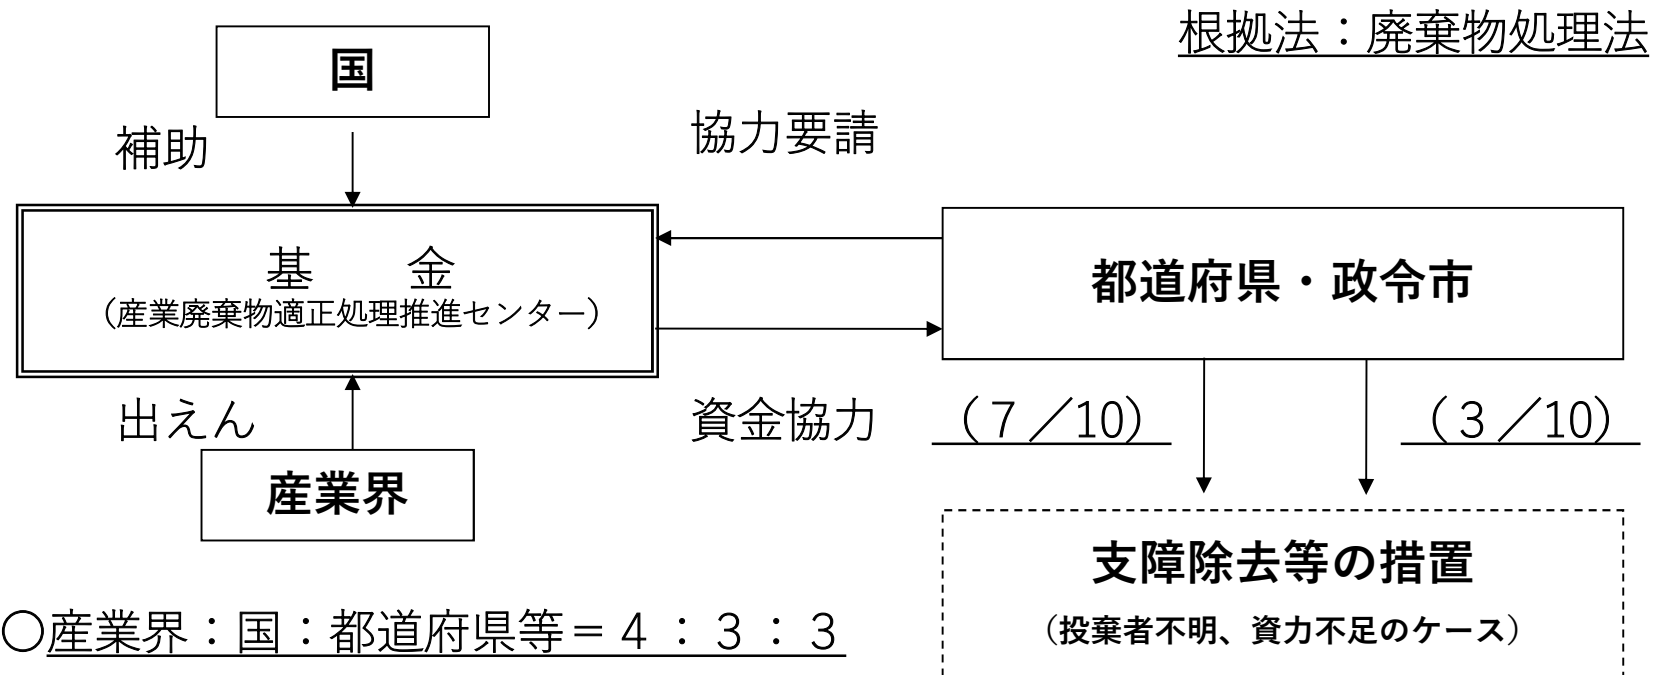 根拠法：廃棄物処理法
国
補助
協力要請
基　　金
（産業廃棄物適正処理推進センター）
都道府県・政令市
出えん
資金協力
（７／10）
（３／10）
産業界
支障除去等の措置
（投棄者不明、資力不足のケース）
〇産業界：国：都道府県等＝４：３：３